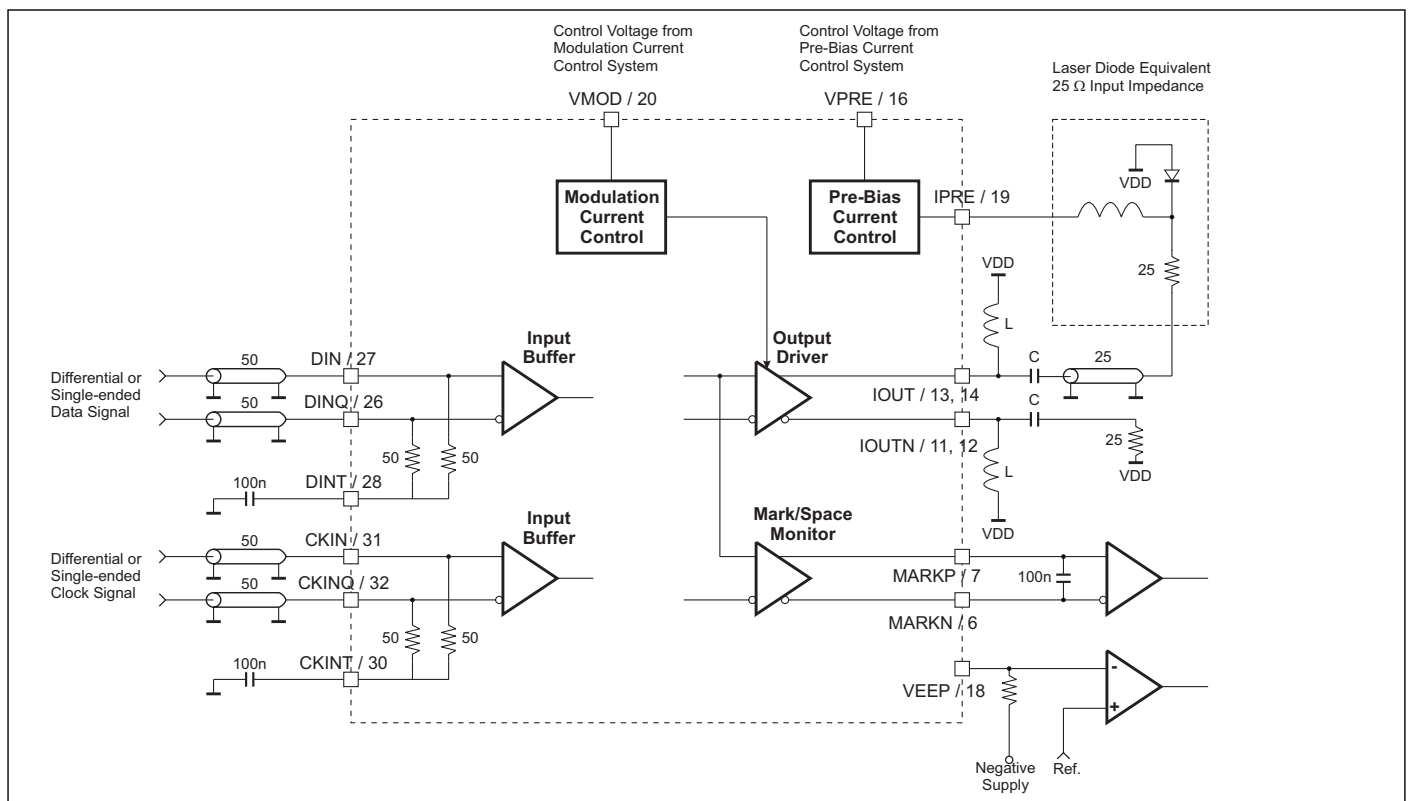 Control Voltage from
Modulation Current
Control System
VMOD / 20
Control Voltage from
Pre-Bias Current
Control System
VPRE / 16
Laser Diode Equivalent
25 Ω Input Impedance
VDD
Modulation
Current
Control
Pre-Bias
Current
Control
IPRE / 19
25
VDD
L
Input
Buffer
Output
Driver
Differential or
Single-ended
Data Signal
50
DIN / 27
50
DINQ / 26
50
50
100n
DINT / 28
C
25
IOUT / 13, 14
C
IOUTN / 11, 12
25
VDD
L
VDD
Input
Buffer
Mark/Space
Monitor
Differential or
Single-ended
Clock Signal
50
CKIN / 31
50
CKINQ / 32
50
50
100n
CKINT / 30
MARKP / 7
100n
MARKN / 6
VEEP / 18
-
+
Negative
Supply
Ref.